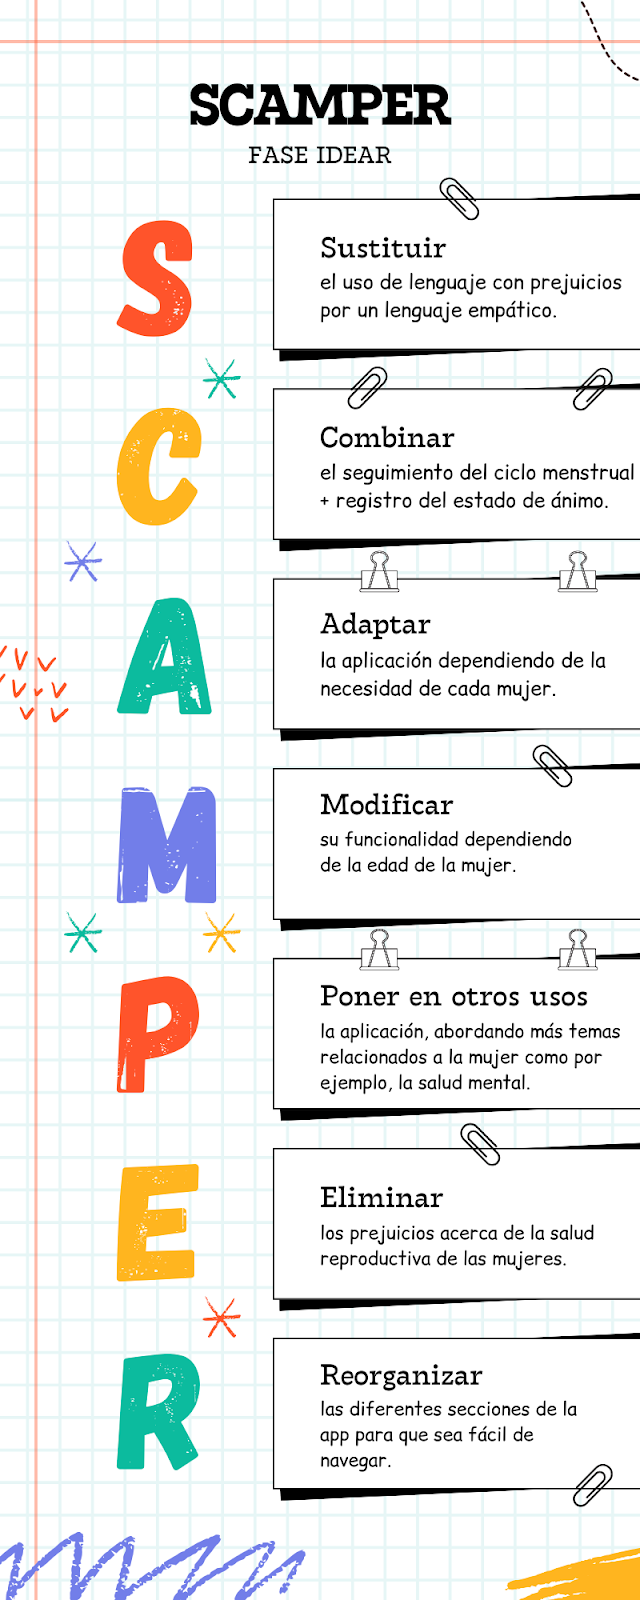 SCAMPER
FASE IDEAR
S
Sustituir
el uso de lenguaje con prejuicios
por un lenguaje empático.
C
Combinar
el seguimiento del ciclo menstrual
+ registro del estado de ánimo.
A
Adaptar
la aplicación dependiendo de la
necesidad de cada mujer.
M
Modificar
su funcionalidad dependiendo
de la edad de la mujer.
P
Poner en otros usos
la aplicación, abordando más temas
relacionados a la mujer como por
ejemplo, la salud mental.
E
Eliminar
los prejuicios acerca de la salud
reproductiva de las mujeres.
R
Reorganizar
las diferentes secciones de la
app para que sea fácil de
navegar.